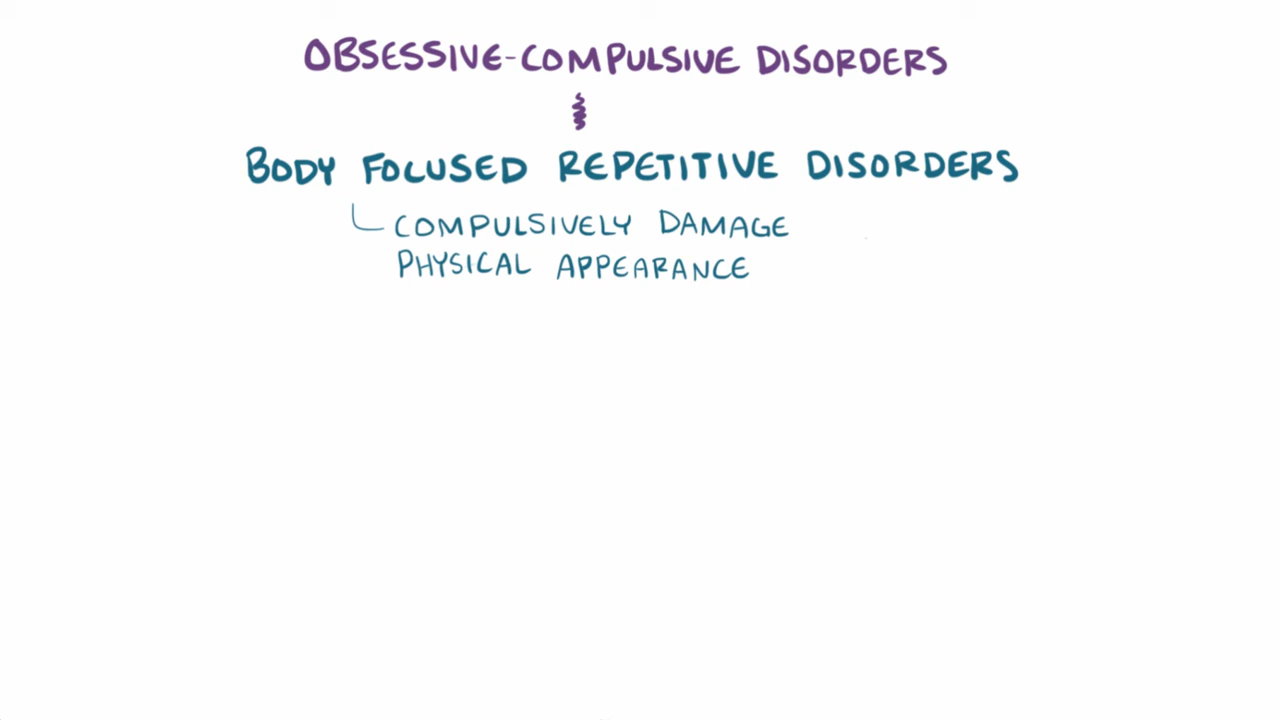 OBSESSIVE-COMPULSIVE DISORDERS
BODY FOCUSED REPETITIVE DISORDERS
COMPULSIVELY DAMAGE
PHYSICAL APPEARANCE